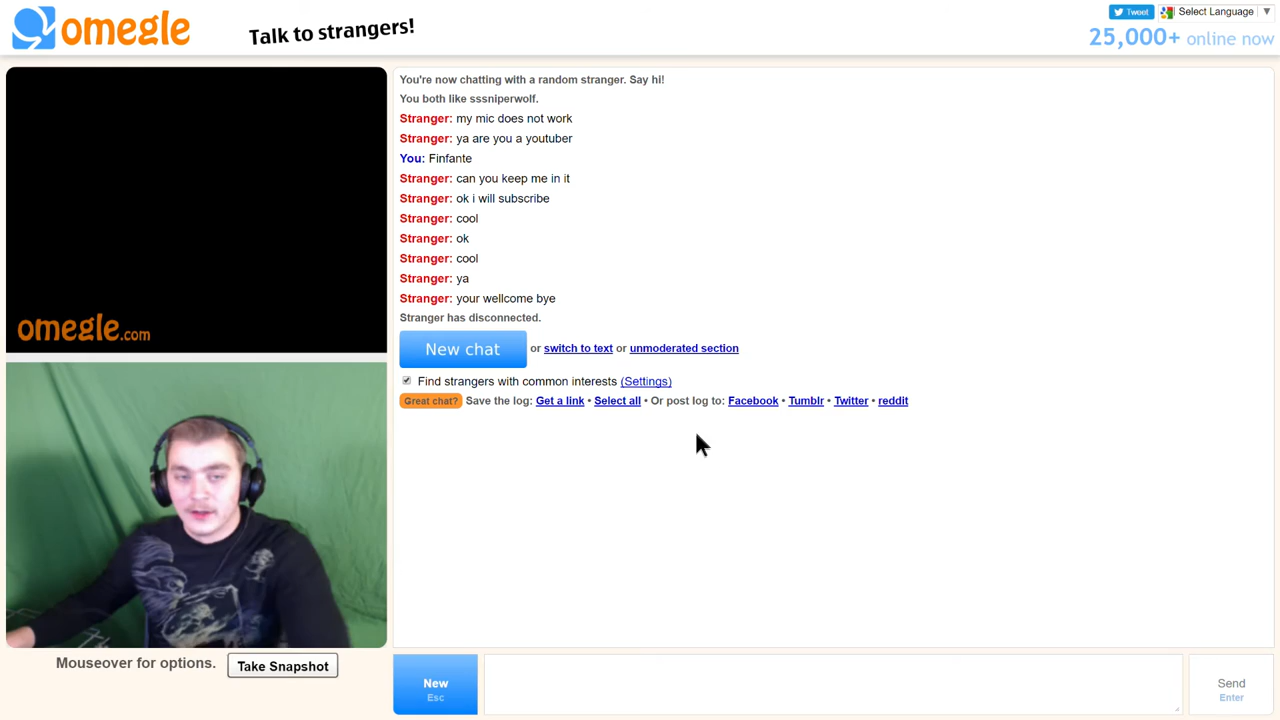 omegle
Talk to strangers!
Tweet
Select Language ▼
25,000+ online now
You're now chatting with a random stranger. Say hi!
You both like sssniperwolf.
Stranger: my mic does not work
Stranger: ya are you a youtuber
You: Finfante
Stranger: can you keep me in it
Stranger: ok i will subscribe
Stranger: cool
Stranger: ok
Stranger: cool
Stranger: ya
Stranger: your wellcome bye
Stranger has disconnected.
New chat or switch to text or unmoderated section
Find strangers with common interests (Settings)
Great chat? Save the log: Get a link • Select all • Or post log to: Facebook • Tumblr • Twitter • reddit
omegle.com
Mouseover for options.
Take Snapshot
New
Esc
Send
Enter